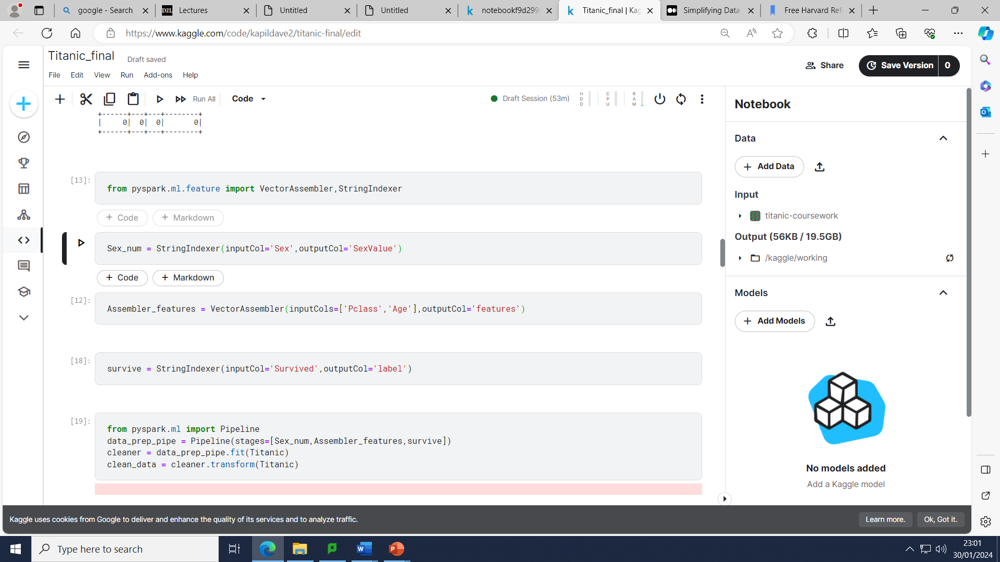 google - Search
D2L Lectures
Untitled
Untitled
notebookf9d299
Titanic_final | Kag
Simplifying Data
Free Harvard Ref
https://www.kaggle.com/code/kapildave2/titanic-final/edit
Titanic_final
Draft saved
File Edit View Run Add-ons Help
Share
Save Version 0
Run All
Code
Draft Session (53m)
HDD
CPU
RAM
+------+---+---+--------+
|     0|  0|  0|       0|
+------+---+---+--------+
[13]:
from pyspark.ml.feature import VectorAssembler,StringIndexer
+ Code + Markdown
Sex_num = StringIndexer(inputCol='Sex',outputCol='SexValue')
+ Code + Markdown
[12]:
Assembler_features = VectorAssembler(inputCols=['Pclass','Age'],outputCol='features')
[18]:
survive = StringIndexer(inputCol='Survived',outputCol='label')
[19]:
from pyspark.ml import Pipeline
data_prep_pipe = Pipeline(stages=[Sex_num,Assembler_features,survive])
cleaner = data_prep_pipe.fit(Titanic)
clean_data = cleaner.transform(Titanic)
Notebook
Data
+ Add Data
Input
titanic-coursework
Output (56KB / 19.5GB)
/kaggle/working
Models
+ Add Models
No models added
Add a Kaggle model
Kaggle uses cookies from Google to deliver and enhance the quality of its services and to analyze traffic.
Learn more.
Ok, Got it.
Type here to search
23:01
30/01/2024